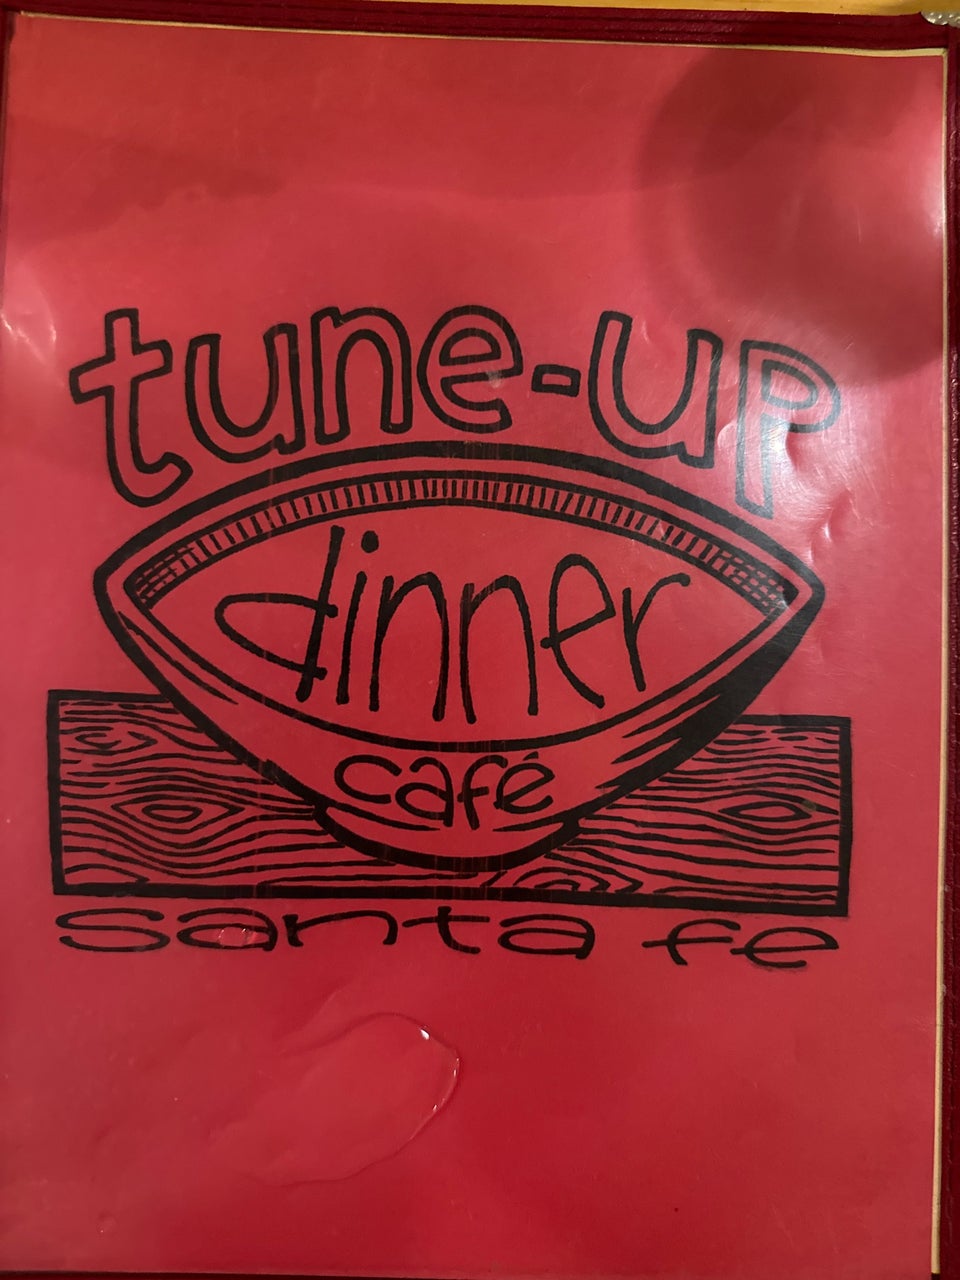 tune-up
dinner
café
santa fe